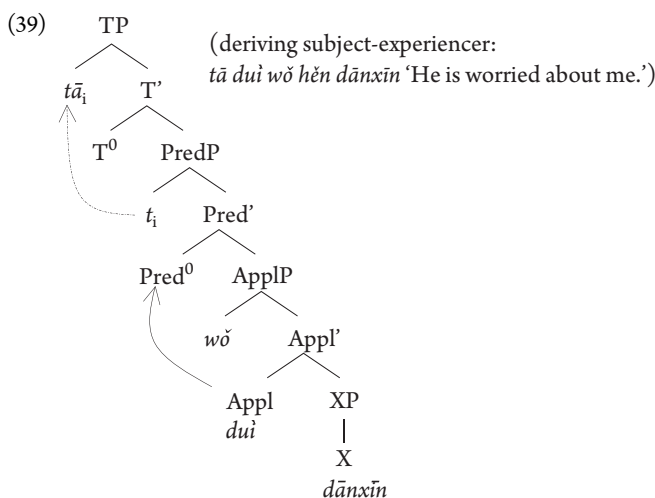 (39) TP (deriving subject-experiencer:
tā duì wǒ hěn dānxīn ‘He is worried about me.’)
tāᵢ T’
T⁰ PredP
tᵢ Pred’
Pred⁰ ApplP
wǒ Appl’
Appl XP
duì
X
dānxīn